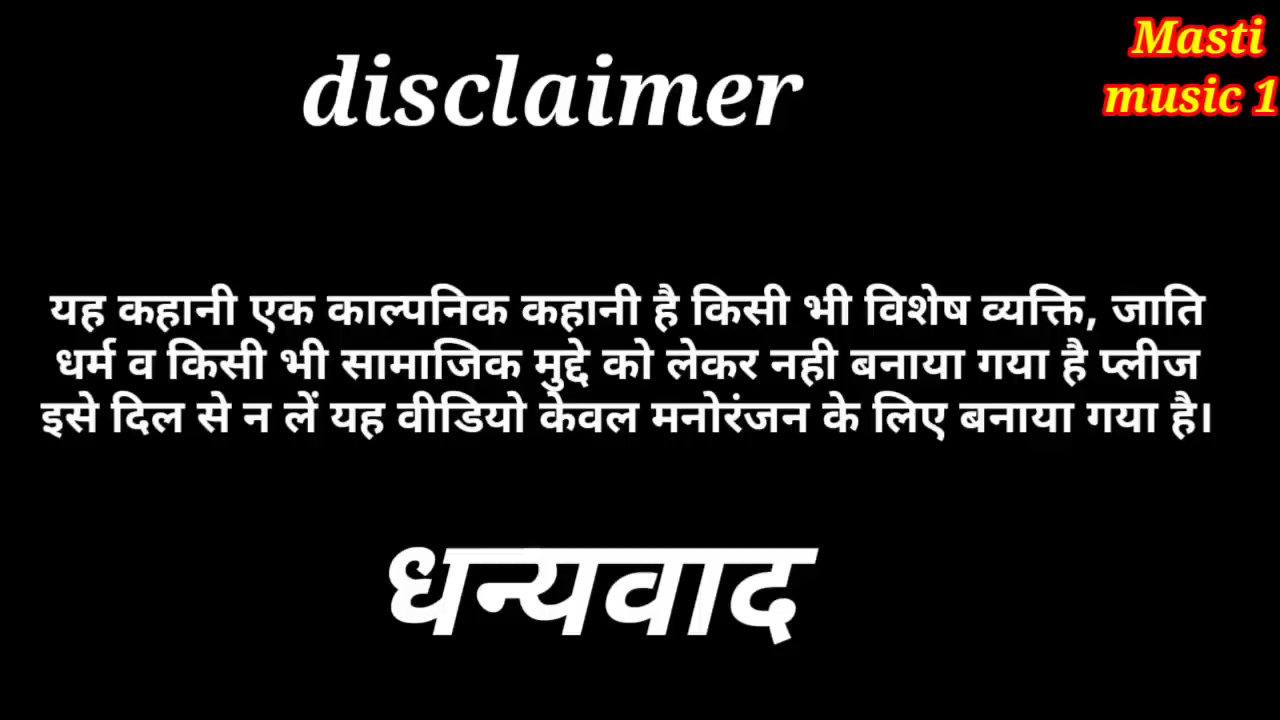 disclaimer
Masti
music 1
यह कहानी एक काल्पनिक कहानी है किसी भी विशेष व्यक्ति, जाति
धर्म व किसी भी सामाजिक मुद्दे को लेकर नही बनाया गया है प्लीज
इसे दिल से न लें यह वीडियो केवल मनोरंजन के लिए बनाया गया है।
धन्यवाद